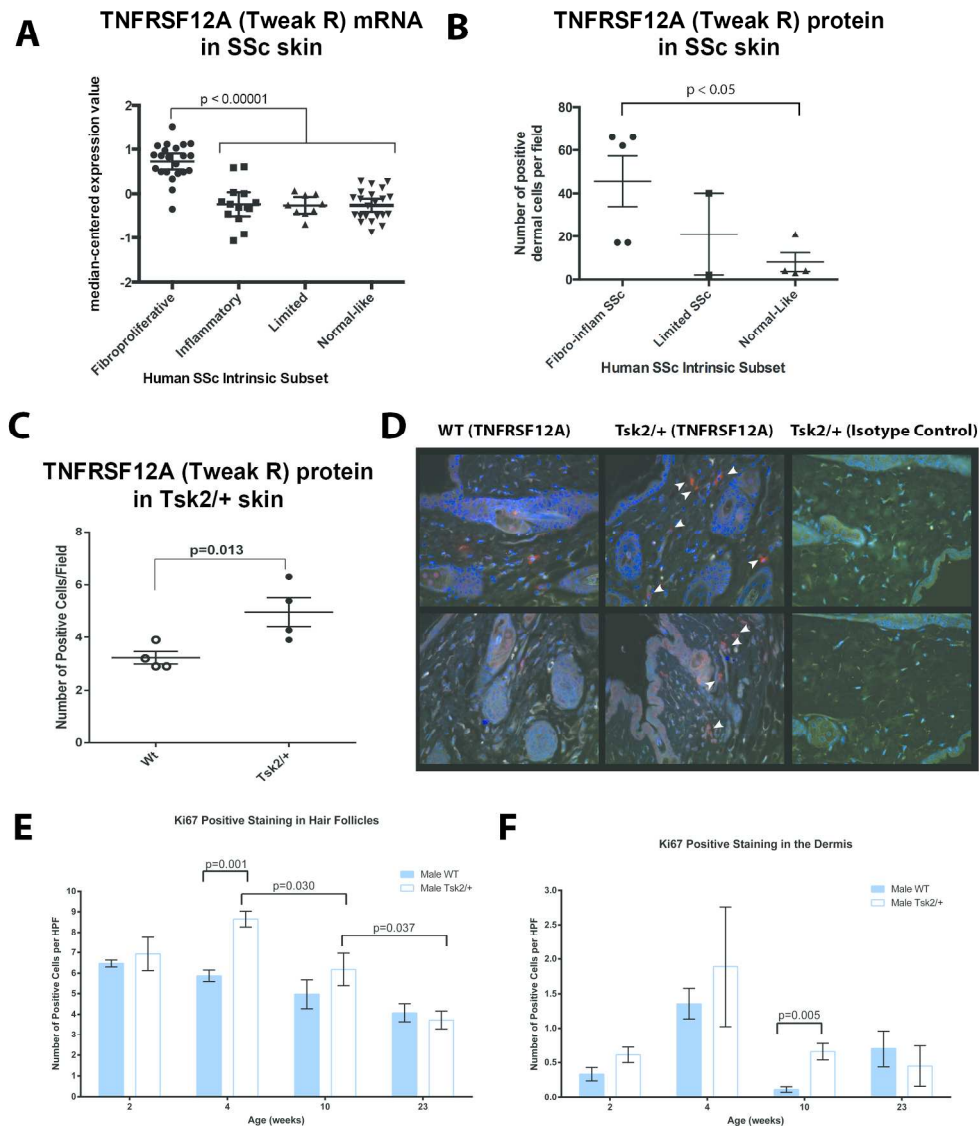 A
TNFRSF12A (Tweak R) mRNA
in SSc skin
p < 0.00001
median-centered expression value
2
1
0
-1
-2
Fibroproliferative
Inflammatory
Limited
Normal-like
Human SSc Intrinsic Subset
B
TNFRSF12A (Tweak R) protein
in SSc skin
p < 0.05
Number of positive
dermal cells per field
80
60
40
20
0
Fibro-inflam SSc
Limited SSc
Normal-Like
Human SSc Intrinsic Subset
C
TNFRSF12A (Tweak R) protein
in Tsk2/+ skin
p=0.013
Number of Positive Cells/Field
8
6
4
2
0
Wt
Tsk2/+
D
WT (TNFRSF12A)
Tsk2/+ (TNFRSF12A)
Tsk2/+ (Isotype Control)
E
Ki67 Positive Staining in Hair Follicles
Male WT
Male Tsk2/+
p=0.001
p=0.030
p=0.037
Number of Positive Cells per HPF
10
9
8
7
6
5
4
3
2
1
0
2
4
10
23
Age (weeks)
F
Ki67 Positive Staining in the Dermis
Male WT
Male Tsk2/+
p=0.005
Number of Positive Cells per HPF
3.0
2.5
2.0
1.5
1.0
0.5
0.0
2
4
10
23
Age (weeks)